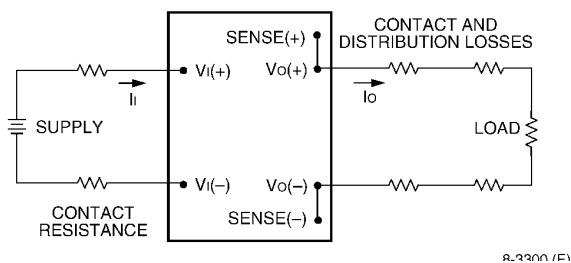 CONTACT AND
DISTRIBUTION LOSSES
SENSE(+)
VI(+)
VO(+)
II
IO
SUPPLY
LOAD
VI(–)
VO(–)
CONTACT
RESISTANCE
SENSE(–)
8-3300 (F)